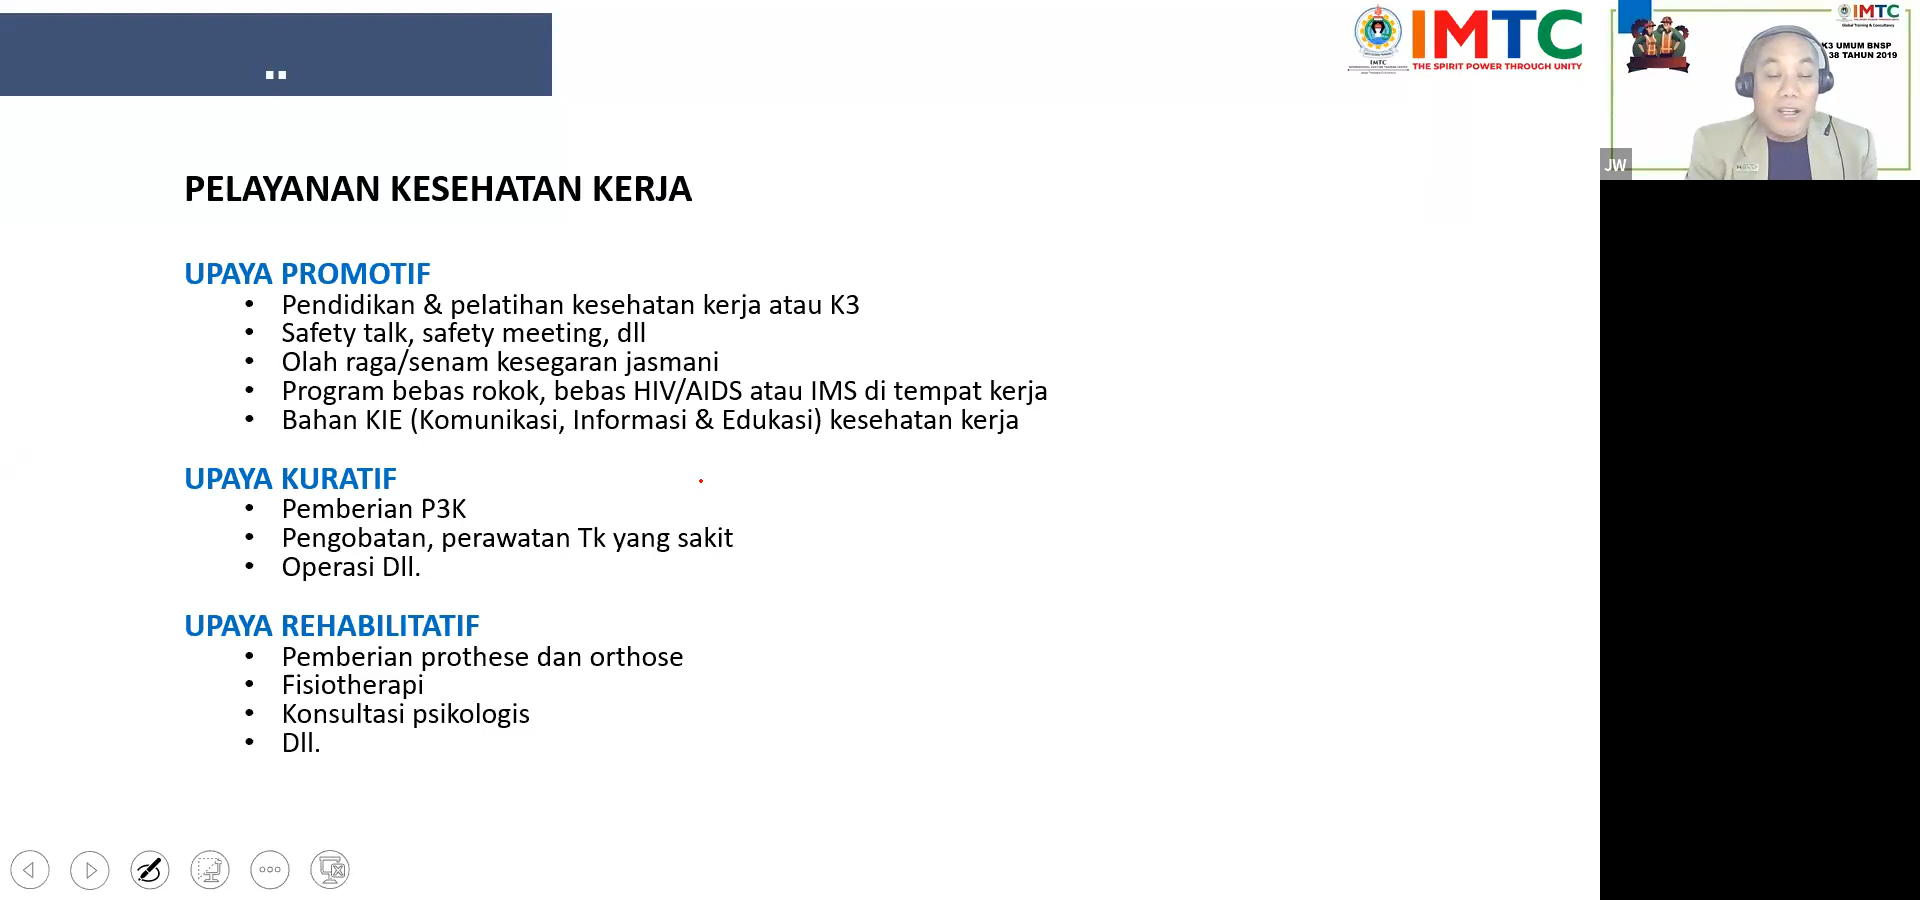 ..
IMTC
THE SPIRIT POWER THROUGH UNITY
IMTC
IMTC
K3 UMUM BNSP
38 TAHUN 2019
JW
PELAYANAN KESEHATAN KERJA
UPAYA PROMOTIF
• Pendidikan & pelatihan kesehatan kerja atau K3
• Safety talk, safety meeting, dll
• Olah raga/senam kesegaran jasmani
• Program bebas rokok, bebas HIV/AIDS atau IMS di tempat kerja
• Bahan KIE (Komunikasi, Informasi & Edukasi) kesehatan kerja
UPAYA KURATIF
• Pemberian P3K
• Pengobatan, perawatan Tk yang sakit
• Operasi Dll.
UPAYA REHABILITATIF
• Pemberian prothese dan orthose
• Fisiotherapi
• Konsultasi psikologis
• Dll.